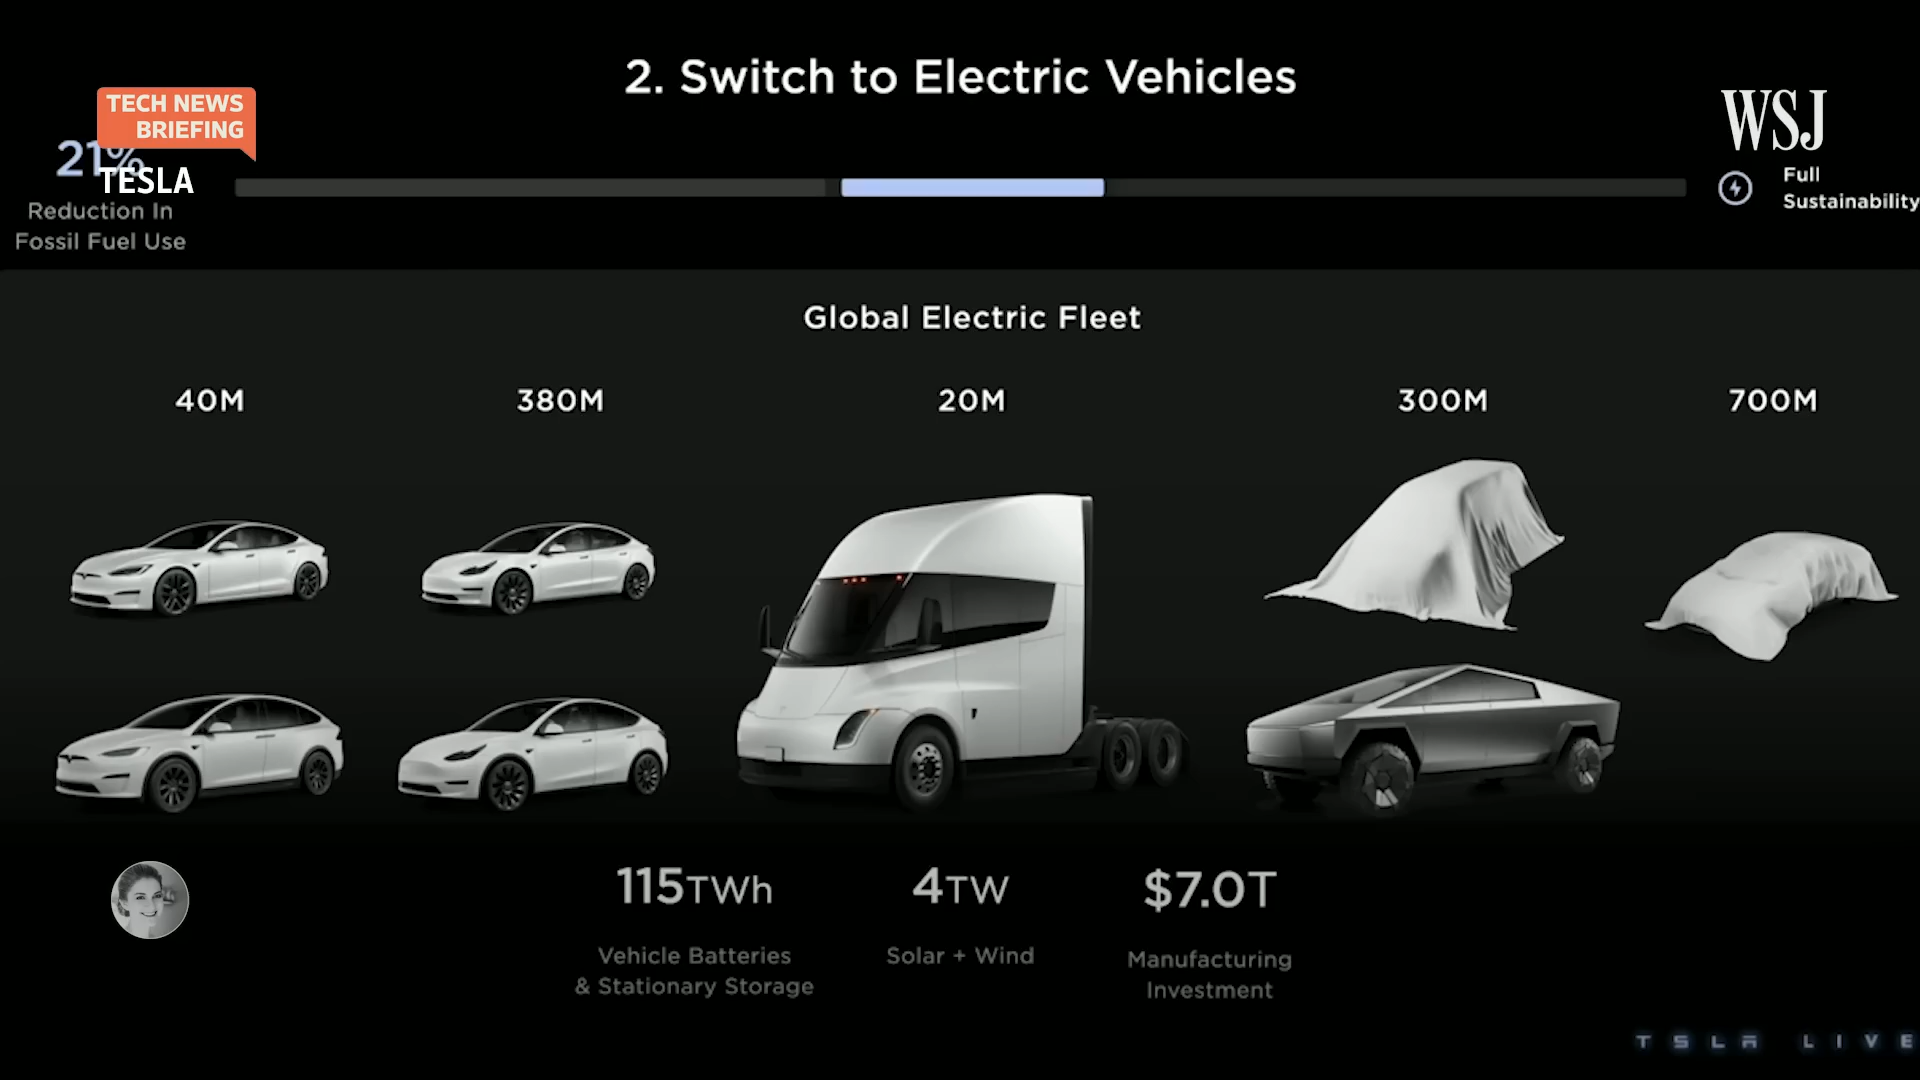 2. Switch to Electric Vehicles
TECH NEWS
BRIEFING
WSJ
21%
TESLA
Reduction In
Fossil Fuel Use
Full
Sustainability
Global Electric Fleet
40M
380M
20M
300M
700M
115TWh
4TW
$7.0T
Vehicle Batteries
& Stationary Storage
Solar + Wind
Manufacturing
Investment
TSLA LIVE